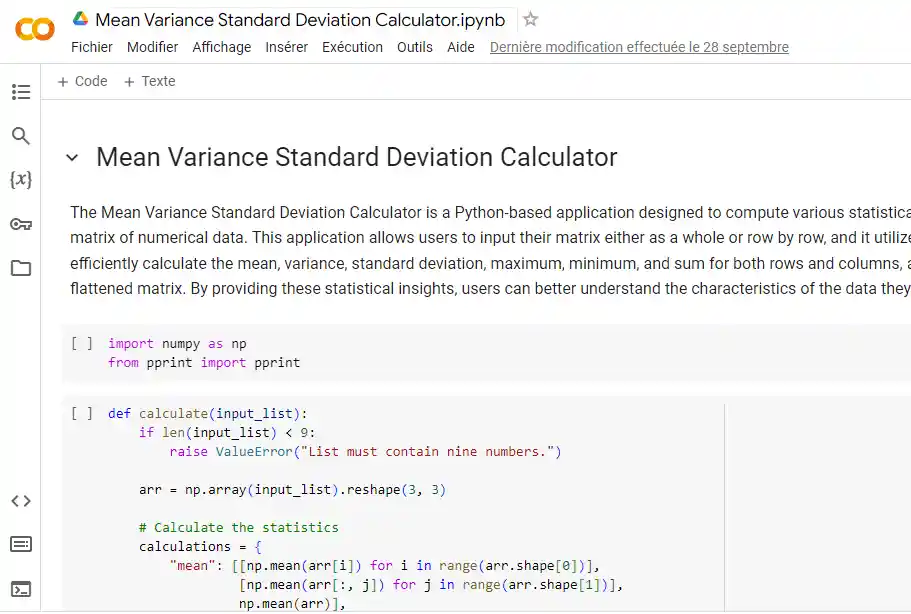 Mean Variance Standard Deviation Calculator.ipynb
Fichier Modifier Affichage Insérer Exécution Outils Aide Dernière modification effectuée le 28 septembre
+ Code + Texte
Mean Variance Standard Deviation Calculator
The Mean Variance Standard Deviation Calculator is a Python-based application designed to compute various statistica
matrix of numerical data. This application allows users to input their matrix either as a whole or row by row, and it utilize
efficiently calculate the mean, variance, standard deviation, maximum, minimum, and sum for both rows and columns, a
flattened matrix. By providing these statistical insights, users can better understand the characteristics of the data they
[ ] import numpy as np
from pprint import pprint
[ ] def calculate(input_list):
if len(input_list) < 9:
raise ValueError("List must contain nine numbers.")
arr = np.array(input_list).reshape(3, 3)
# Calculate the statistics
calculations = {
"mean": [[np.mean(arr[i]) for i in range(arr.shape[0])],
[np.mean(arr[:, j]) for j in range(arr.shape[1])],
np.mean(arr)],